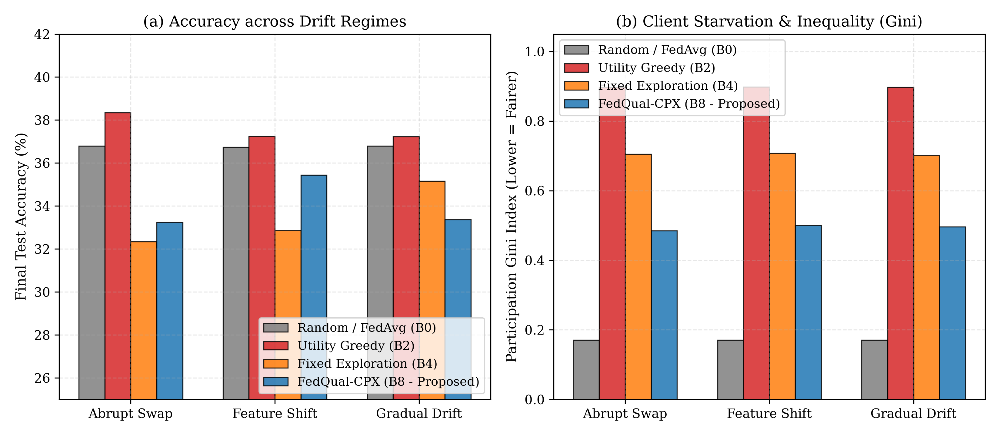 (a) Accuracy across Drift Regimes
Final Test Accuracy (%)
42
40
38
36
34
32
30
28
26
Random / FedAvg (B0)
Utility Greedy (B2)
Fixed Exploration (B4)
FedQual-CPX (B8 - Proposed)
Abrupt Swap
Feature Shift
Gradual Drift
(b) Client Starvation & Inequality (Gini)
Participation Gini Index (Lower = Fairer)
1.0
0.8
0.6
0.4
0.2
0.0
Random / FedAvg (B0)
Utility Greedy (B2)
Fixed Exploration (B4)
FedQual-CPX (B8 - Proposed)
Abrupt Swap
Feature Shift
Gradual Drift